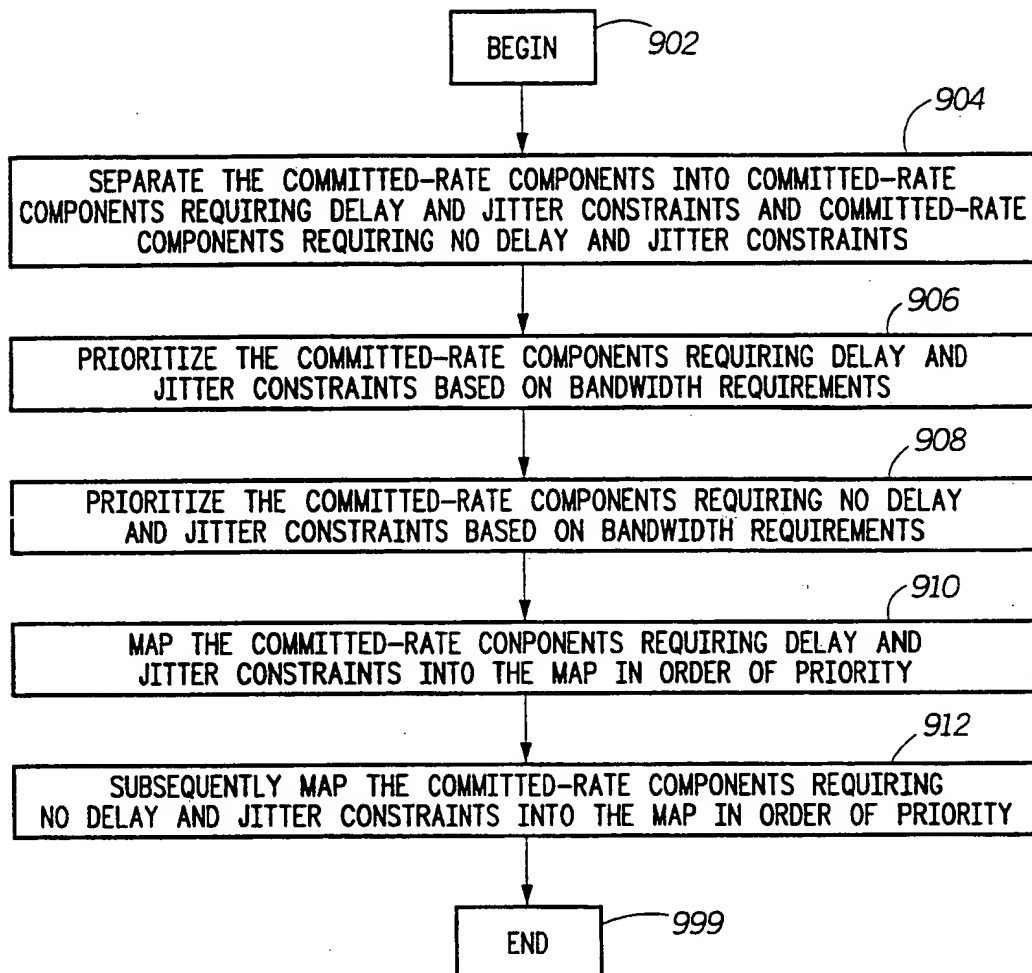 BEGIN
902
904
SEPARATE THE COMMITTED-RATE COMPONENTS INTO COMMITTED-RATE
COMPONENTS REQUIRING DELAY AND JITTER CONSTRAINTS AND COMMITTED-RATE
COMPONENTS REQUIRING NO DELAY AND JITTER CONSTRAINTS
906
PRIORITIZE THE COMMITTED-RATE COMPONENTS REQUIRING DELAY AND
JITTER CONSTRAINTS BASED ON BANDWIDTH REQUIREMENTS
908
PRIORITIZE THE COMMITTED-RATE COMPONENTS REQUIRING NO DELAY
AND JITTER CONSTRAINTS BASED ON BANDWIDTH REQUIREMENTS
910
MAP THE COMMITTED-RATE CONPONENTS REQUIRING DELAY AND
JITTER CONSTRAINTS INTO THE MAP IN ORDER OF PRIORITY
912
SUBSEQUENTLY MAP THE COMMITTED-RATE COMPONENTS REQUIRING
NO DELAY AND JITTER CONSTRAINTS INTO THE MAP IN ORDER OF PRIORITY
END
999